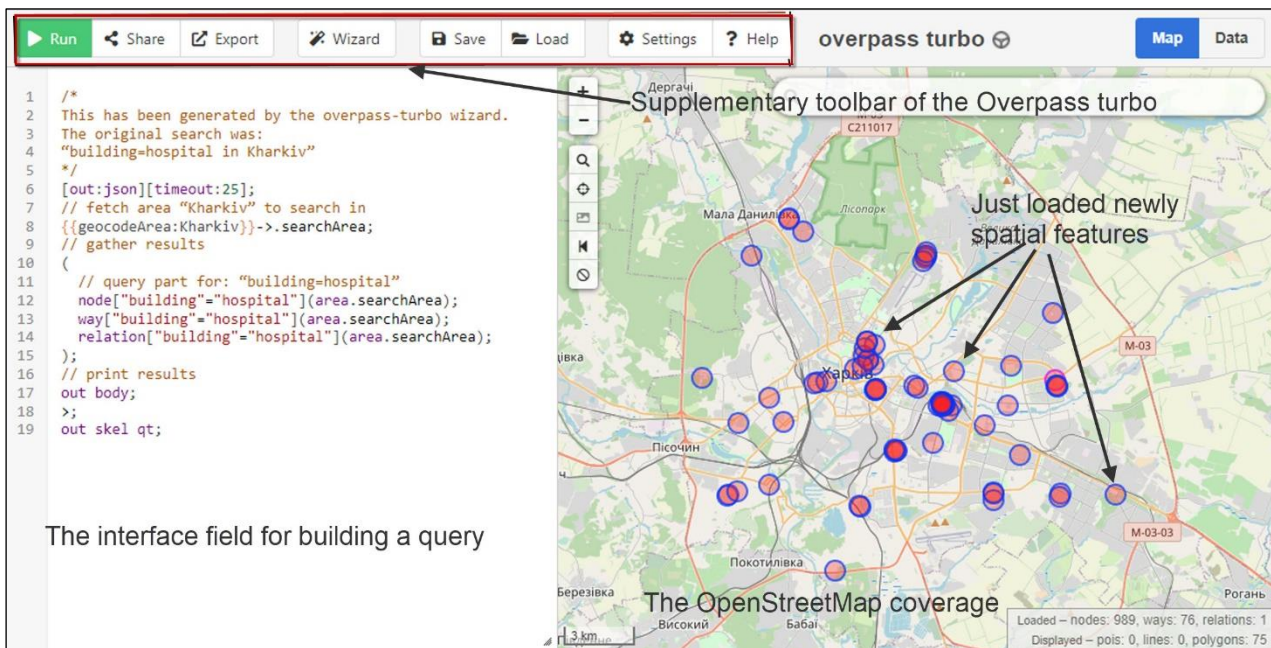 Run Share Export Wizard Save Load Settings ? Help overpass turbo Map Data
1 /*
2 This has been generated by the overpass-turbo wizard.
3 The original search was:
4 “building=hospital in Kharkiv”
5 */
6 [out:json][timeout:25];
7 // fetch area “Kharkiv” to search in
8 {{geocodeArea:Kharkiv}}->.searchArea;
9 // gather results
10 (
11 // query part for: “building=hospital”
12 node["building"="hospital"](area.searchArea);
13 way["building"="hospital"](area.searchArea);
14 relation["building"="hospital"](area.searchArea);
15 );
16 // print results
17 out body;
18 >;
19 out skel qt;
The interface field for building a query
+
−
Дергачі
Supplementary toolbar of the Overpass turbo
M-03
C211017
Мала Данилівка
Лісопарк
Just loaded newly
spatial features
M-03
Харків
Пісочин
M-03-03
Покотилівка
Березівка
The OpenStreetMap coverage
Рогань
Високий
Бабаї
3 km
Loaded – nodes: 989, ways: 76, relations: 1
Displayed – pois: 0, lines: 0, polygons: 75